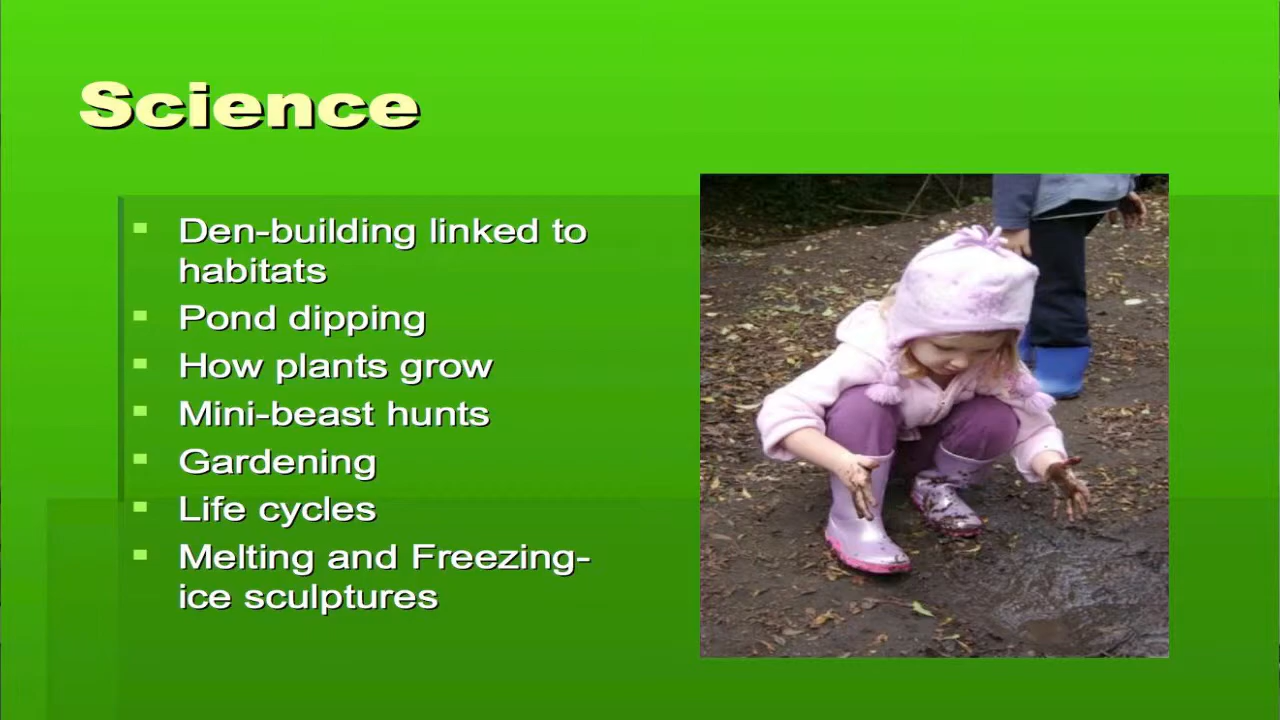 Science
Den-building linked to
habitats
Pond dipping
How plants grow
Mini-beast hunts
Gardening
Life cycles
Melting and Freezing-
ice sculptures